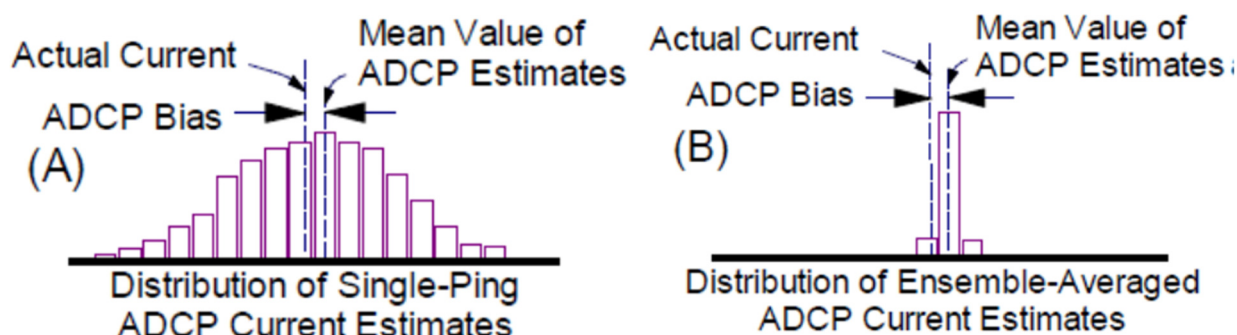 Actual Current
Mean Value of
ADCP Estimates
ADCP Bias
(A)
Distribution of Single-Ping
ADCP Current Estimates
Actual Current
Mean Value of
ADCP Estimates
ADCP Bias
(B)
Distribution of Ensemble-Averaged
ADCP Current Estimates